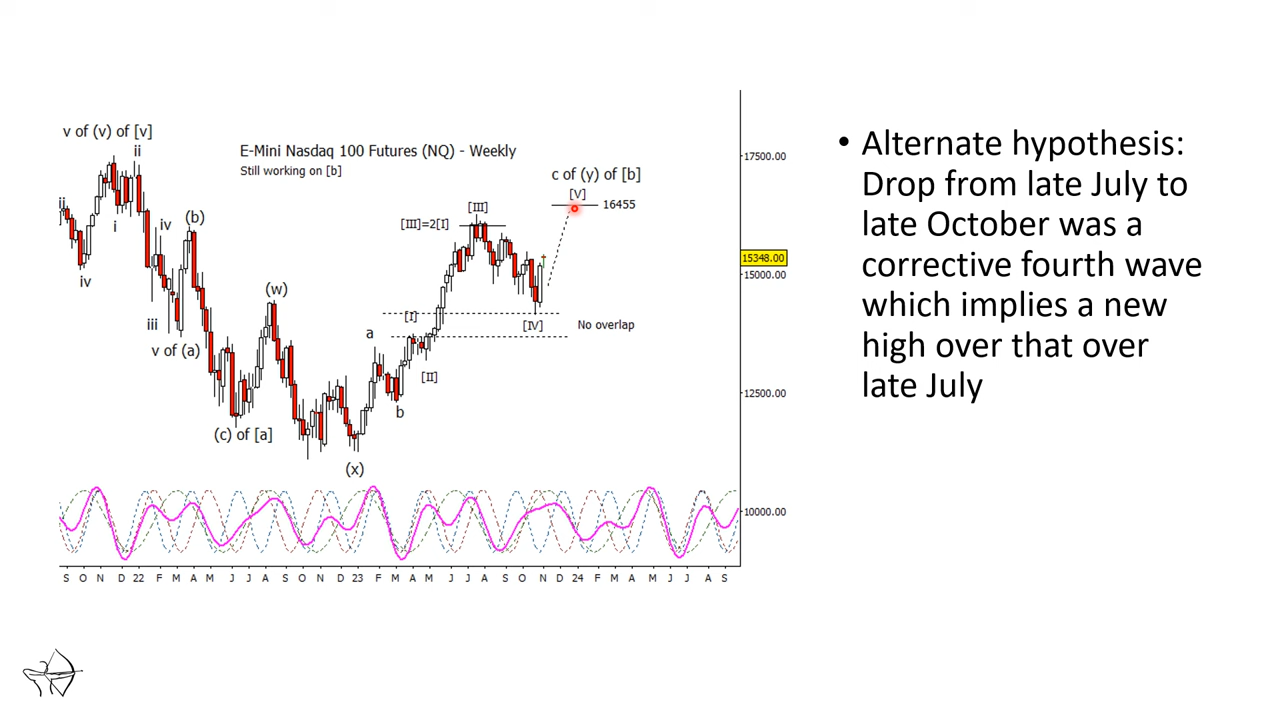 v of (v) of [v]
ii
E-Mini Nasdaq 100 Futures (NQ) - Weekly
Still working on [b]
17500.00
c of (y) of [b]
[V]
16455
ii
iv
(b)
[III]
[III]=2[I]
i
15348.00
15000.00
iv
iii
v of (a)
(w)
[I]
[IV]
No overlap
a
[II]
12500.00
b
(c) of [a]
(x)
10000.00
S O N D 22 F M A M J J A S O N D 23 F M A M J J A S O N D 24 F M A M J J A S
• Alternate hypothesis:
Drop from late July to
late October was a
corrective fourth wave
which implies a new
high over that over
late July